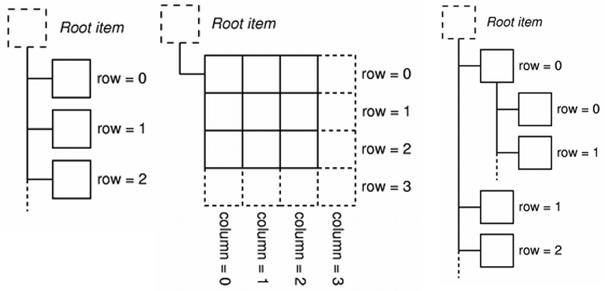 Root item
row = 0
row = 1
row = 2
Root item
row = 0
row = 1
row = 2
row = 3
column = 0
column = 1
column = 2
column = 3
Root item
row = 0
row = 0
row = 1
row = 1
row = 2